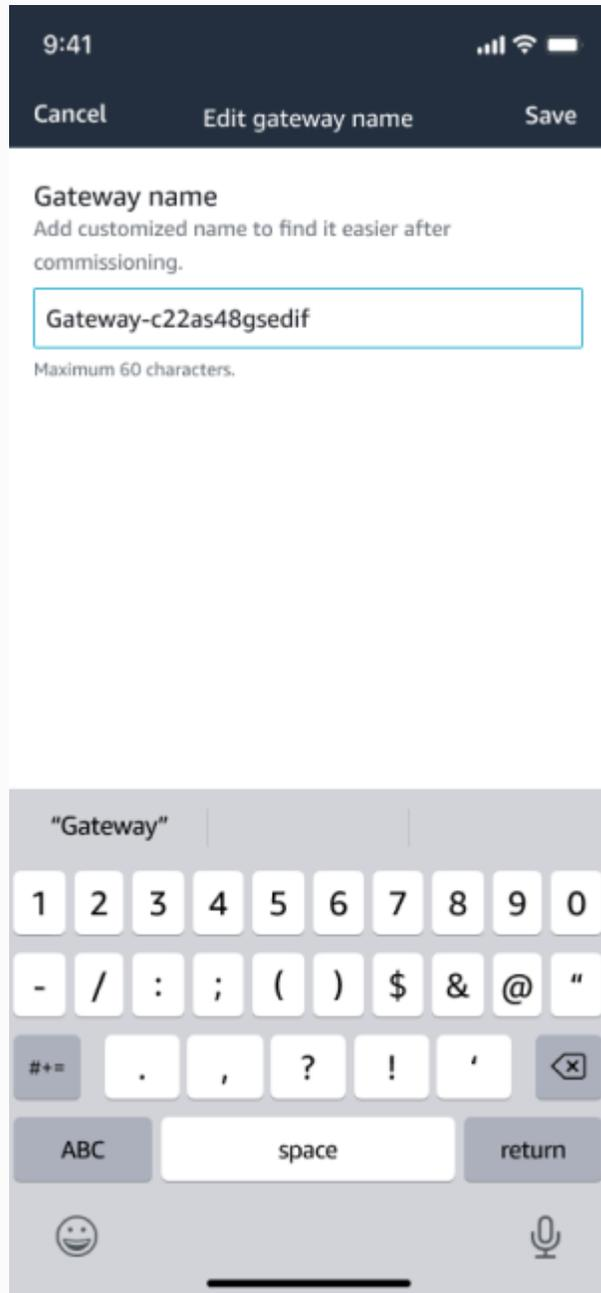 9:41
Cancel Edit gateway name Save
Gateway name
Add customized name to find it easier after
commissioning.
Gateway-c22as48gsedif
Maximum 60 characters.
“Gateway”
1 2 3 4 5 6 7 8 9 0
- / : ; ( ) $ & @ “
#+= . , ? ! ‘
ABC space return